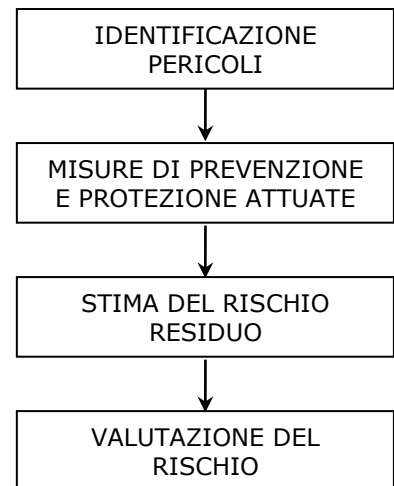 IDENTIFICAZIONE
PERICOLI
MISURE DI PREVENZIONE
E PROTEZIONE ATTUATE
STIMA DEL RISCHIO
RESIDUO
VALUTAZIONE DEL
RISCHIO